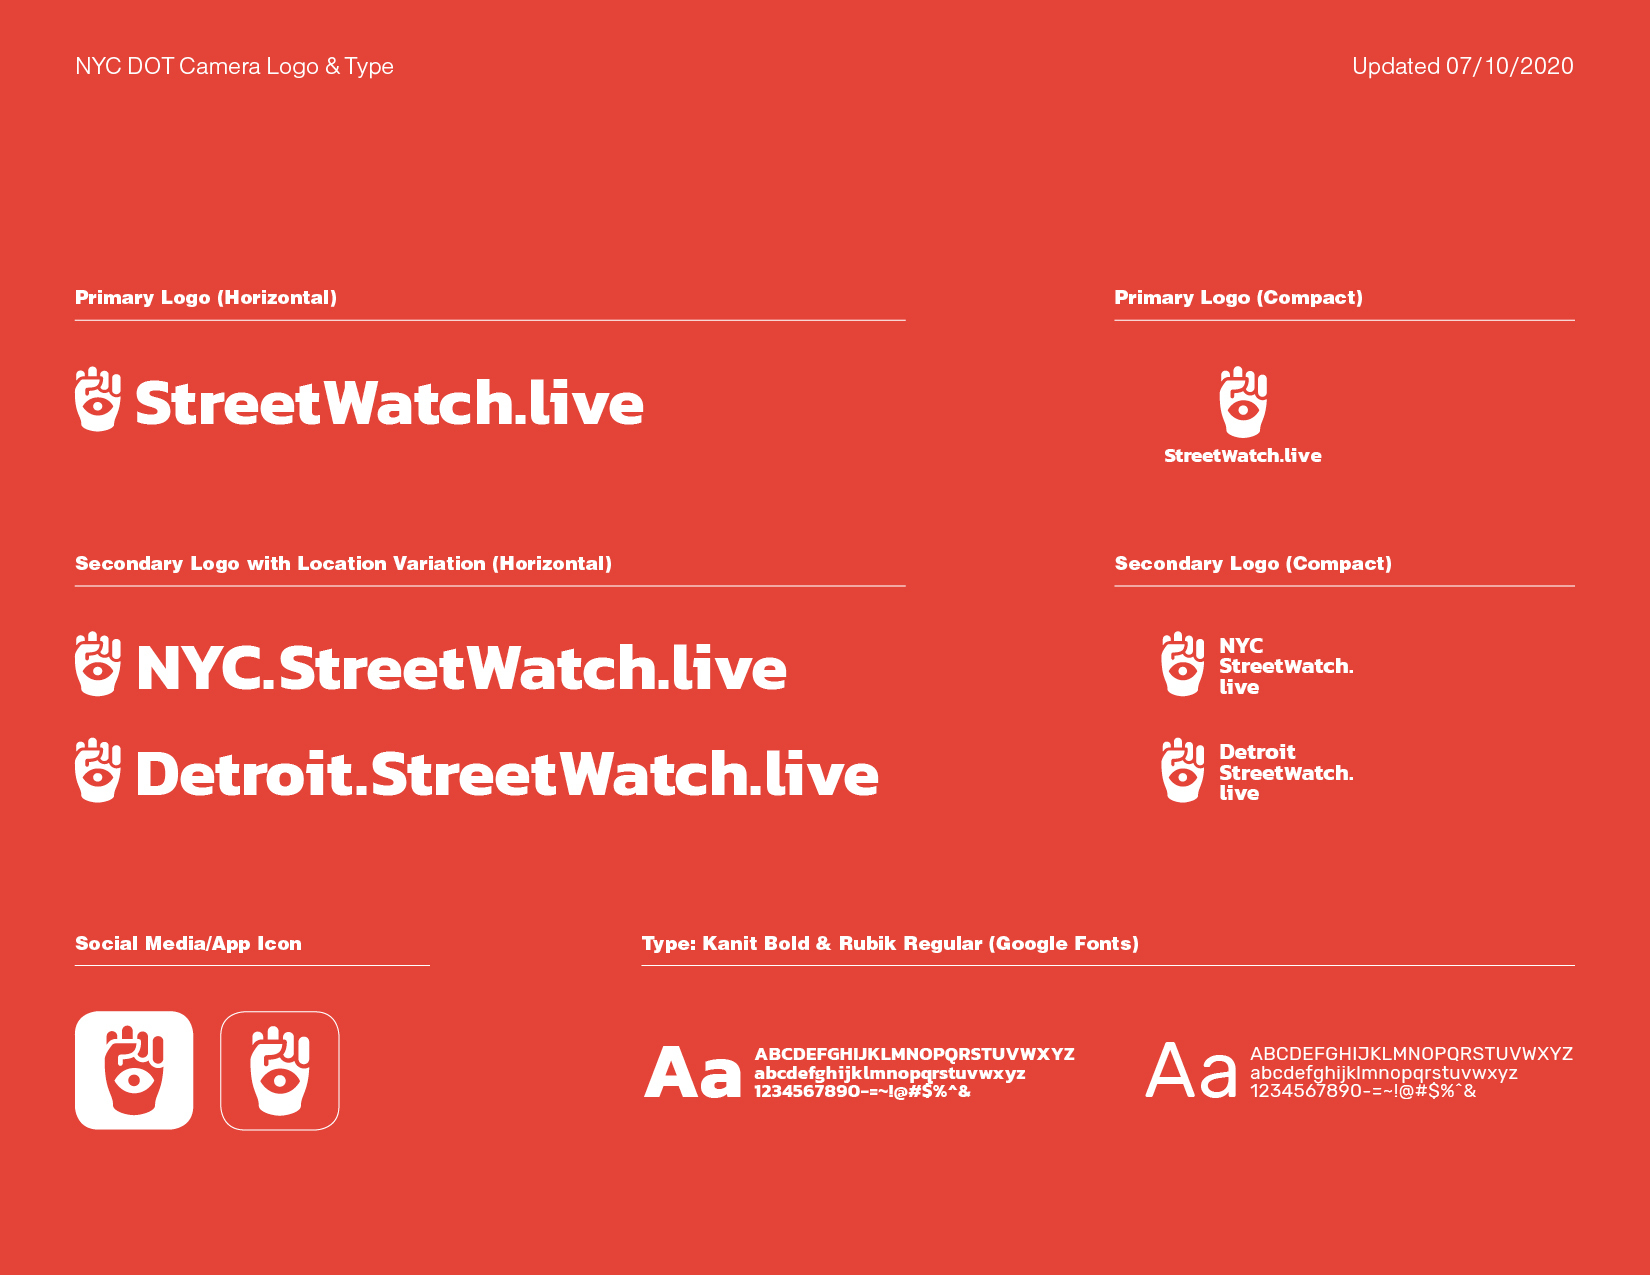 NYC DOT Camera Logo & Type
Updated 07/10/2020
Primary Logo (Horizontal)
StreetWatch.live
Primary Logo (Compact)
StreetWatch.live
Secondary Logo with Location Variation (Horizontal)
NYC.StreetWatch.live
Detroit.StreetWatch.live
Secondary Logo (Compact)
NYC
StreetWatch.
live
Detroit
StreetWatch.
live
Social Media/App Icon
Type: Kanit Bold & Rubik Regular (Google Fonts)
Aa
ABCDEFGHIJKLMNOPQRSTUVWXYZ
abcdefghijklmnopqrstuvwxyz
1234567890-=~!@#$%^&
Aa
ABCDEFGHIJKLMNOPQRSTUVWXYZ
abcdefghijklmnopqrstuvwxyz
1234567890-=~!@#$%^&